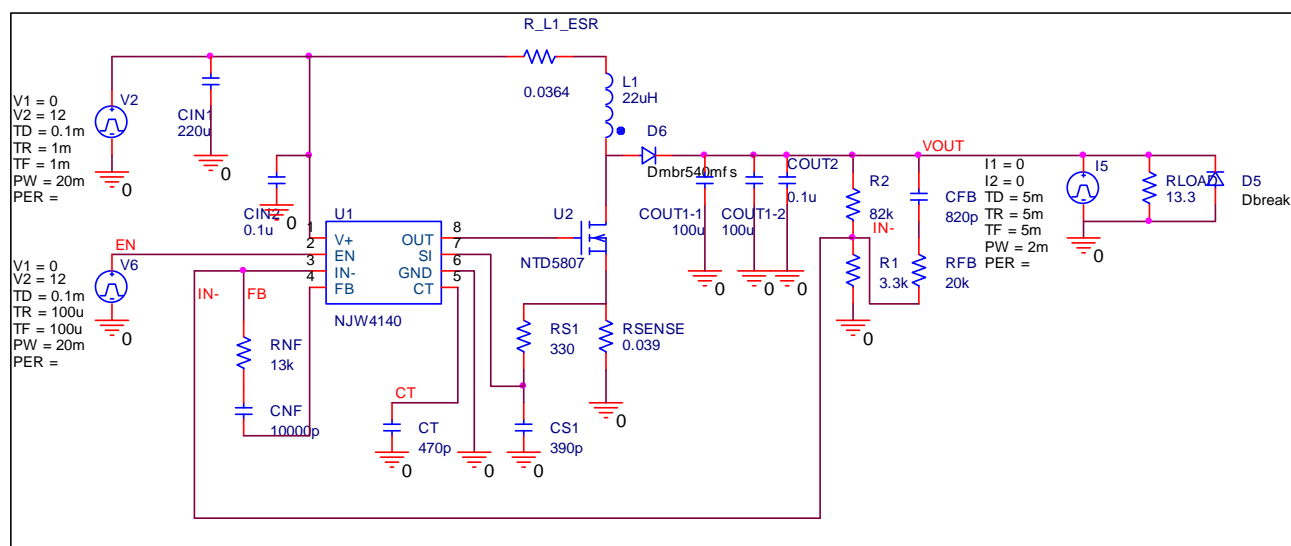 R_L1_ESR
0.0364
L1
22uH
V1 = 0
V2 = 12
TD = 0.1m
TR = 1m
TF = 1m
PW = 20m
PER =
V2
0
CIN1
220u
0
CIN2
0.1u
0
D6
Dmbr540mfs
VOUT
COUT1-1
100u
0
COUT1-2
100u
0
COUT2
0.1u
0
R2
82k
IN-
R1
3.3k
0
CFB
820p
RFB
20k
I1 = 0
I2 = 0
TD = 5m
TR = 5m
TF = 5m
PW = 2m
PER =
I5
0
RLOAD
13.3
D5
Dbreak
U1
1 V+
2 EN
3 IN-
4 FB
OUT 8
SI 7
GND 6
CT 5
NJW4140
U2
NTD5807
EN
V1 = 0
V2 = 12
TD = 0.1m
TR = 100u
TF = 100u
PW = 20m
PER =
V6
0
IN-
FB
RNF
13k
CNF
10000p
CT
CT
470p
0
0
RS1
330
RSENSE
0.039
0
CS1
390p
0